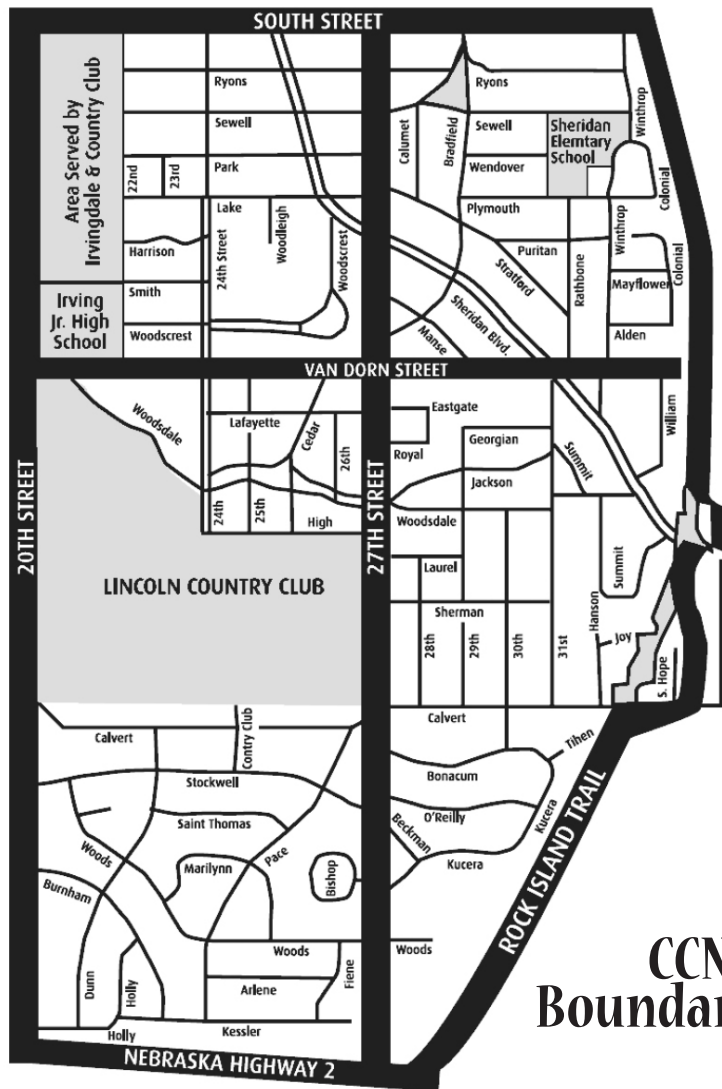 SOUTH STREET
Area Served by
Irvingdale & Country Club
Ryons
Sewell
22nd
23rd
Park
Lake
24th Street
Woodleigh
Woodscrest
Harrison
Smith
Irving
Jr. High
School
Woodscrest
Ryons
Winthrop
Calumet
Bradfield
Sewell
Sheridan
Elemtary
School
Wendover
Colonial
Plymouth
Puritan
Winthrop
Stratford
Rathbone
Colonial
Mayflower
Sheridan Blvd.
Manse
Alden
VAN DORN STREET
20TH STREET
27TH STREET
Woodsdale
Lafayette
Cedar
26th
24th
25th
High
Eastgate
Royal
Georgian
Summit
William
Jackson
Woodsdale
Laurel
Summit
LINCOLN COUNTRY CLUB
Sherman
Hanson
Joy
28th
29th
30th
31st
S. Hope
Calvert
Contry Club
Calvert
Tihen
Stockwell
Bonacum
Saint Thomas
O'Reilly
Beckman
Kucera
Kucera
Woods
Marilynn
Pace
Bishop
Burnham
ROCK ISLAND TRAIL
Woods
Woods
Dunn
Holly
Arlene
Fiene
Holly
Kessler
NEBRASKA HIGHWAY 2
CCN
Boundar